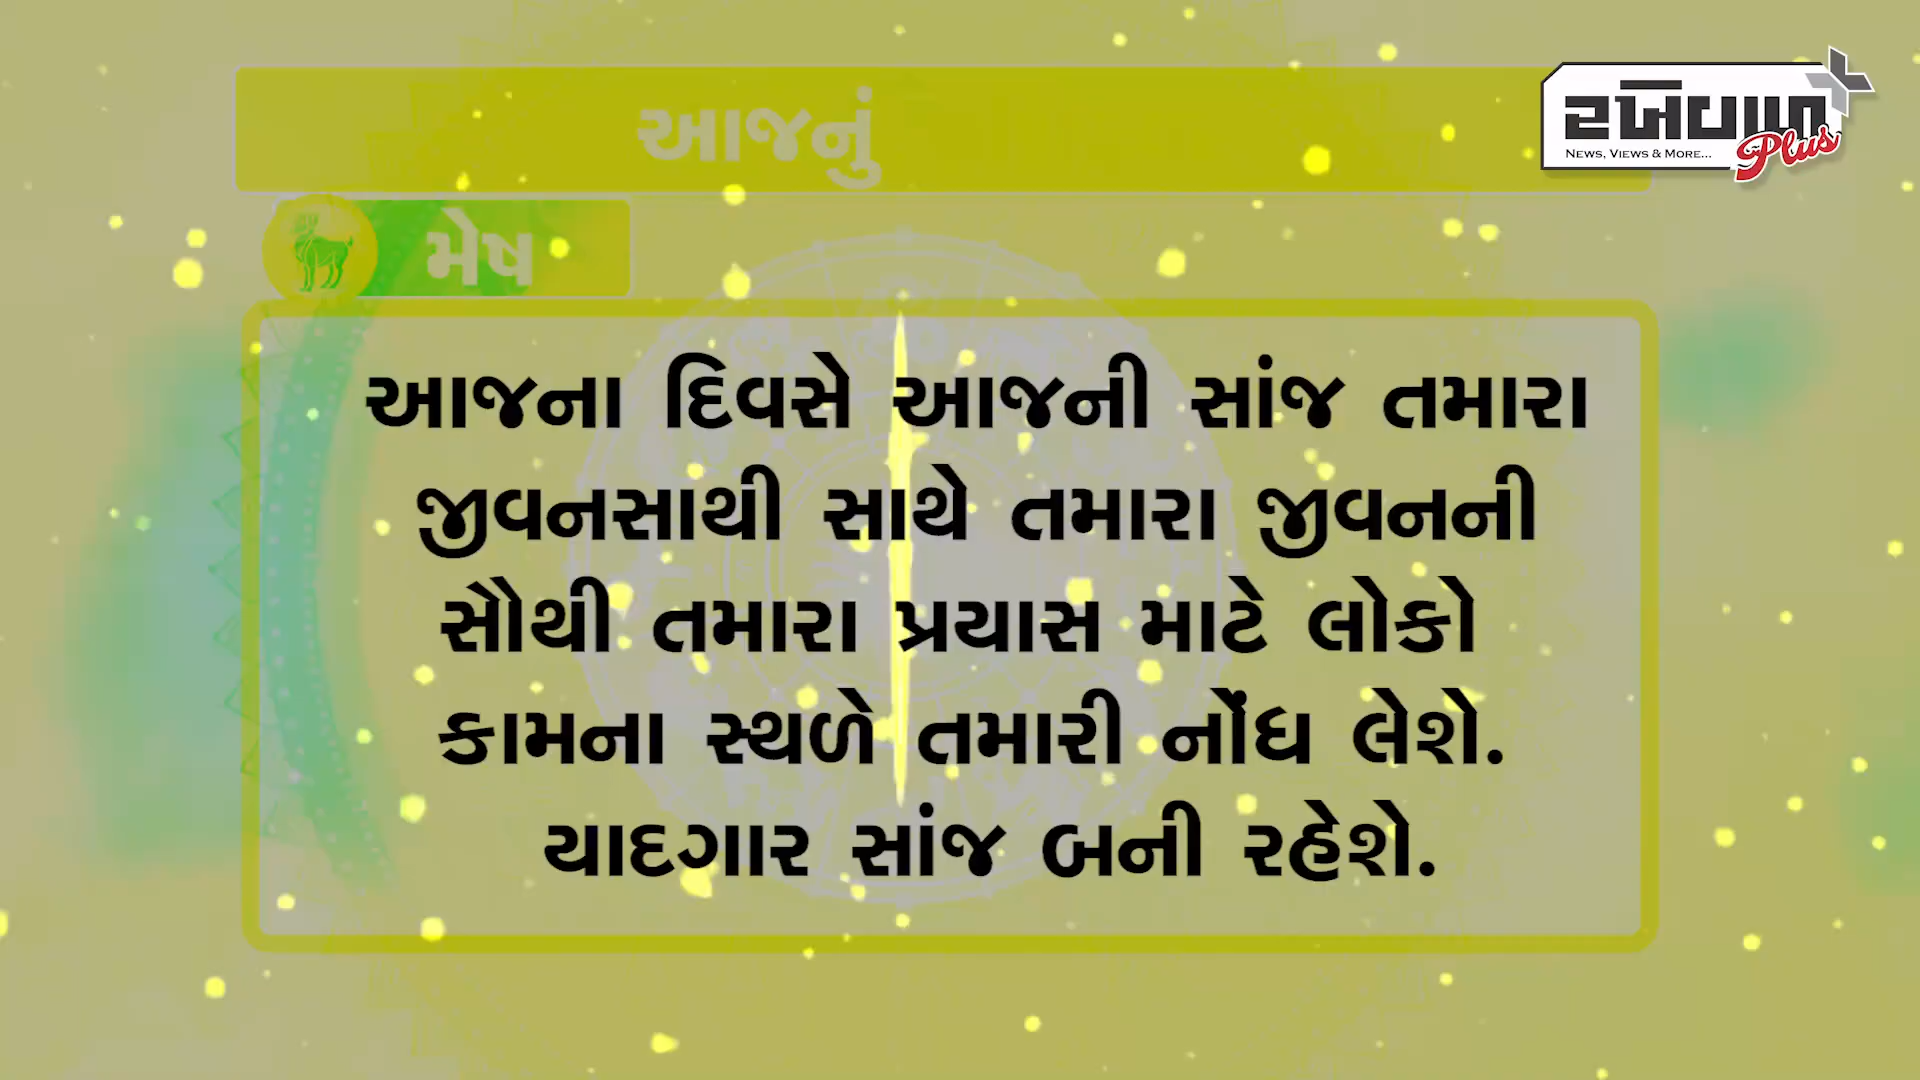 આજનું
રખેવાળ
Plus
NEWS, VIEWS & MORE...
મેષ
આજના દિવસે આજની સાંજ તમારા
જીવનસાથી સાથે તમારા જીવનની
સૌથી તમારા પ્રયાસ માટે લોકો
કામના સ્થળે તમારી નોંધ લેશે.
યાદગાર સાંજ બની રહેશે.